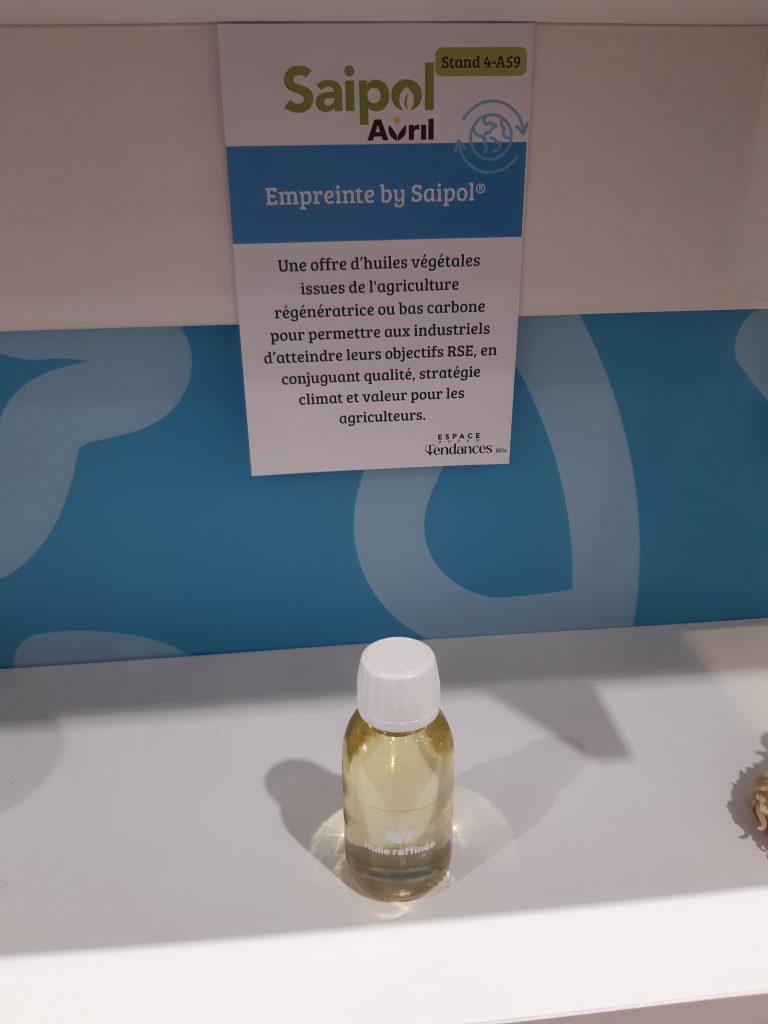 Saipol
Stand 4-A59
Avril
Empreinte by Saipol®
Une offre d'huiles végétales
issues de l'agriculture
régénératrice ou bas carbone
pour permettre aux industriels
d'atteindre leurs objectifs RSE, en
conjuguant qualité, stratégie
climat et valeur pour les
agriculteurs.
ESPACE
Tendances
Huile raffinée